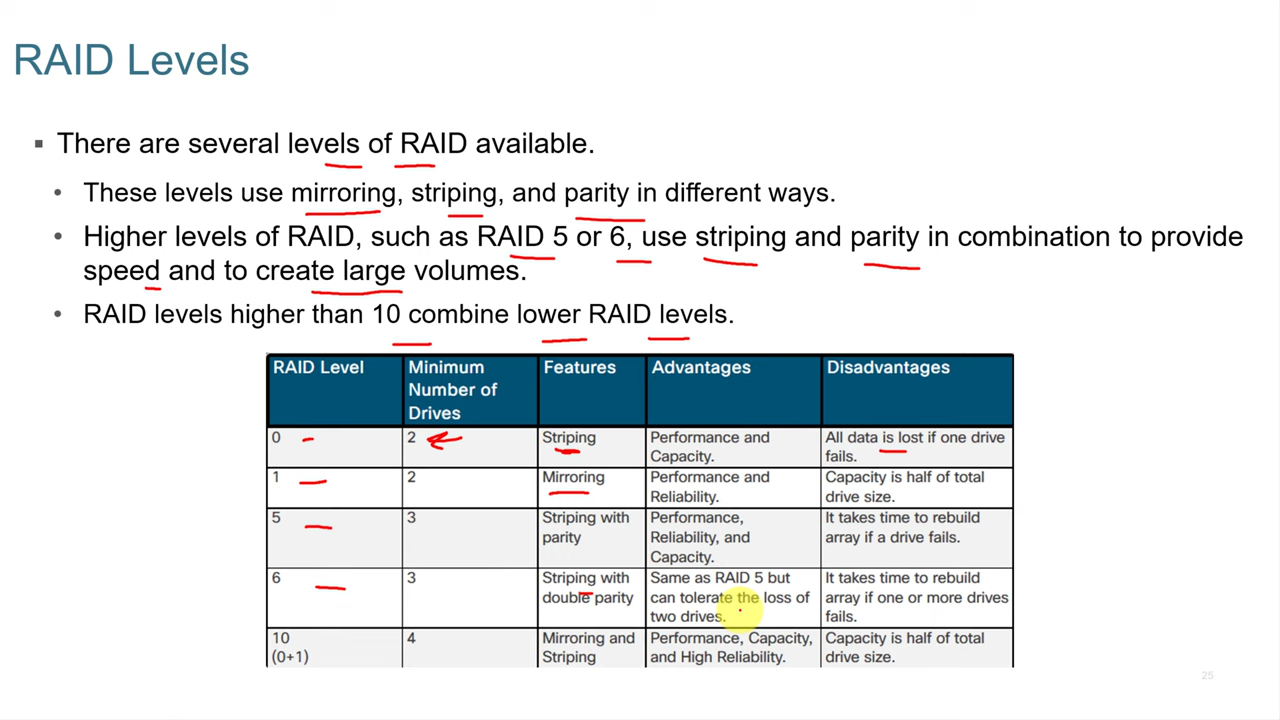 RAID Levels
There are several levels of RAID available.
These levels use mirroring, striping, and parity in different ways.
Higher levels of RAID, such as RAID 5 or 6, use striping and parity in combination to provide
speed and to create large volumes.
RAID levels higher than 10 combine lower RAID levels.
RAID Level
Minimum
Number of
Drives
Features
Advantages
Disadvantages
0
2
Striping
Performance and
Capacity.
All data is lost if one drive
fails.
1
2
Mirroring
Performance and
Reliability.
Capacity is half of total
drive size.
5
3
Striping with
parity
Performance,
Reliability, and
Capacity.
It takes time to rebuild
array if a drive fails.
6
3
Striping with
double parity
Same as RAID 5 but
can tolerate the loss of
two drives.
It takes time to rebuild
array if one or more drives
fails.
10
(0+1)
4
Mirroring and
Striping
Performance, Capacity,
and High Reliability.
Capacity is half of total
drive size.
25